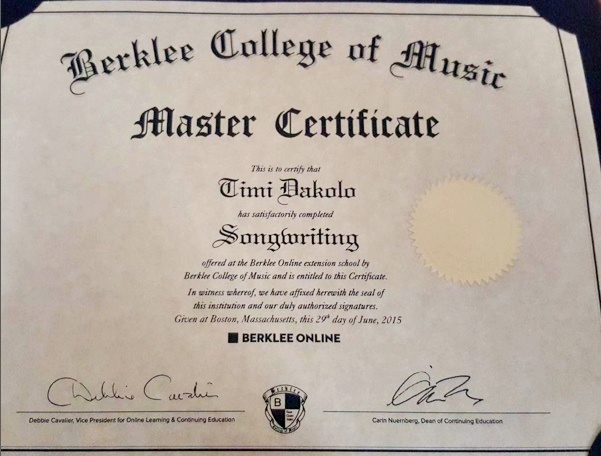 Berklee College of Music
Master Certificate
This is to certify that
Timi Dakolo
has satisfactorily completed
Songwriting
offered at the Berklee Online extension school by
Berklee College of Music and is entitled to this Certificate.
In witness whereof, we have affixed herewith the seal of
this institution and our duly authorized signatures.
Given at Boston, Massachusetts, this 29th day of June, 2015
BERKLEE ONLINE
Debbie Cavalier
Debbie Cavalier, Vice President for Online Learning & Continuing Education
Berklee
B
Carin Nuernberg, Dean of Continuing Education